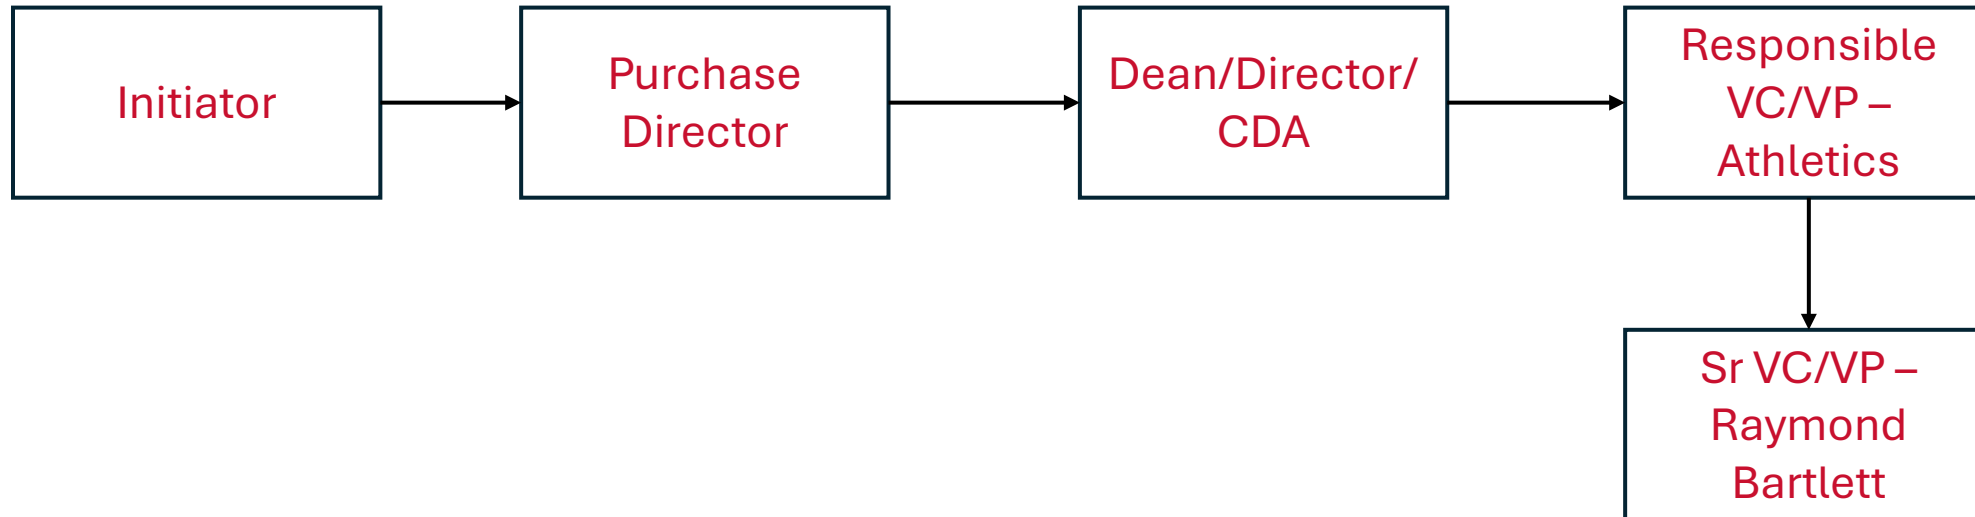 Initiator
Purchase
Director
Dean/Director/
CDA
Responsible
VC/VP –
Athletics
Sr VC/VP –
Raymond
Bartlett